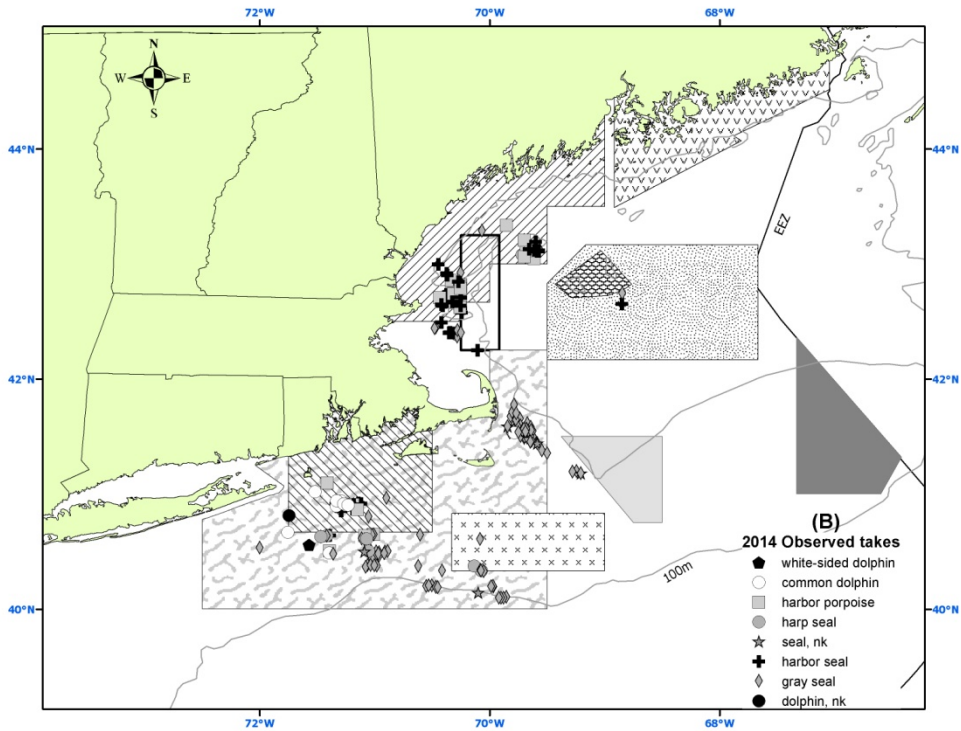 72°W 70°W 68°W
N
W E
S
44°N 44°N
EEZ
42°N 42°N
(B)
2014 Observed takes
white-sided dolphin
common dolphin
harbor porpoise
harp seal
seal, nk
harbor seal
gray seal
dolphin, nk
100m
40°N 40°N
72°W 70°W 68°W